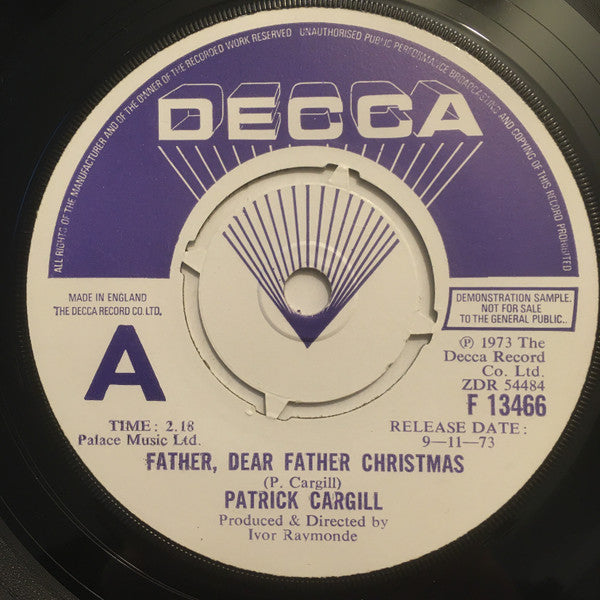 ALL RIGHTS OF THE MANUFACTURER AND OF THE OWNER OF THE RECORDED WORK RESERVED UNAUTHORISED PUBLIC PERFORMANCE BROADCASTING AND COPYING OF THIS RECORD PROHIBITED
DECCA
MADE IN ENGLAND
THE DECCA RECORD CO. LTD.
DEMONSTRATION SAMPLE.
NOT FOR SALE
TO THE GENERAL PUBLIC..
A
℗ 1973 The
Decca Record
Co. Ltd.
ZDR 54484
F 13466
TIME: 2.18
Palace Music Ltd.
RELEASE DATE:
9—11—73
FATHER, DEAR FATHER CHRISTMAS
(P. Cargill)
PATRICK CARGILL
Produced & Directed by
Ivor Raymonde